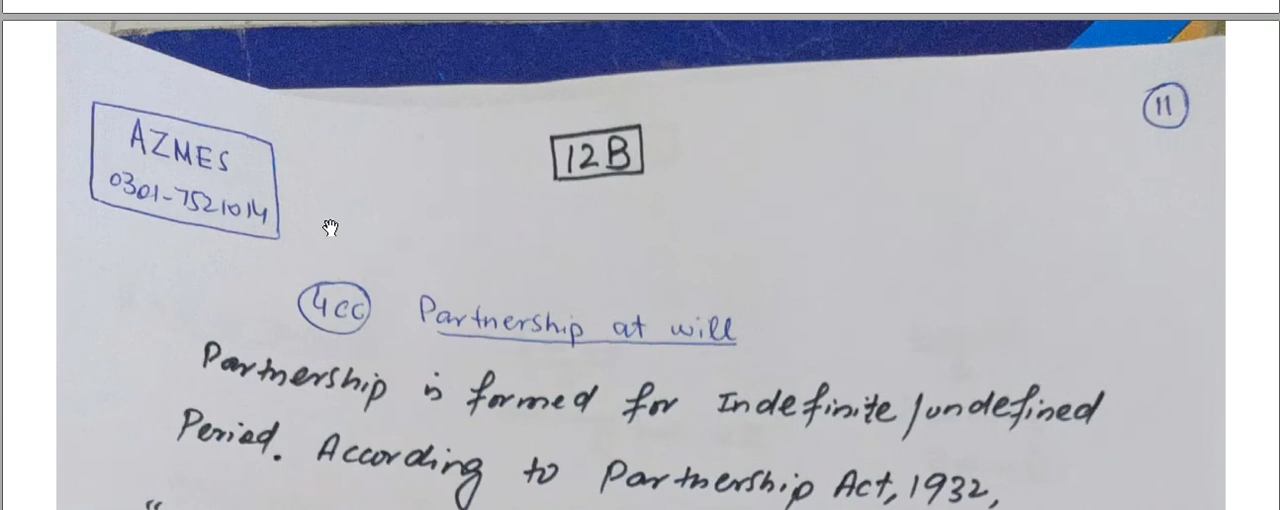 11
AZMES
0301-7521014
12B
4cc Partnership at will
Partnership is formed for Indefinite/undefined
Period. According to Partnership Act, 1932,
"